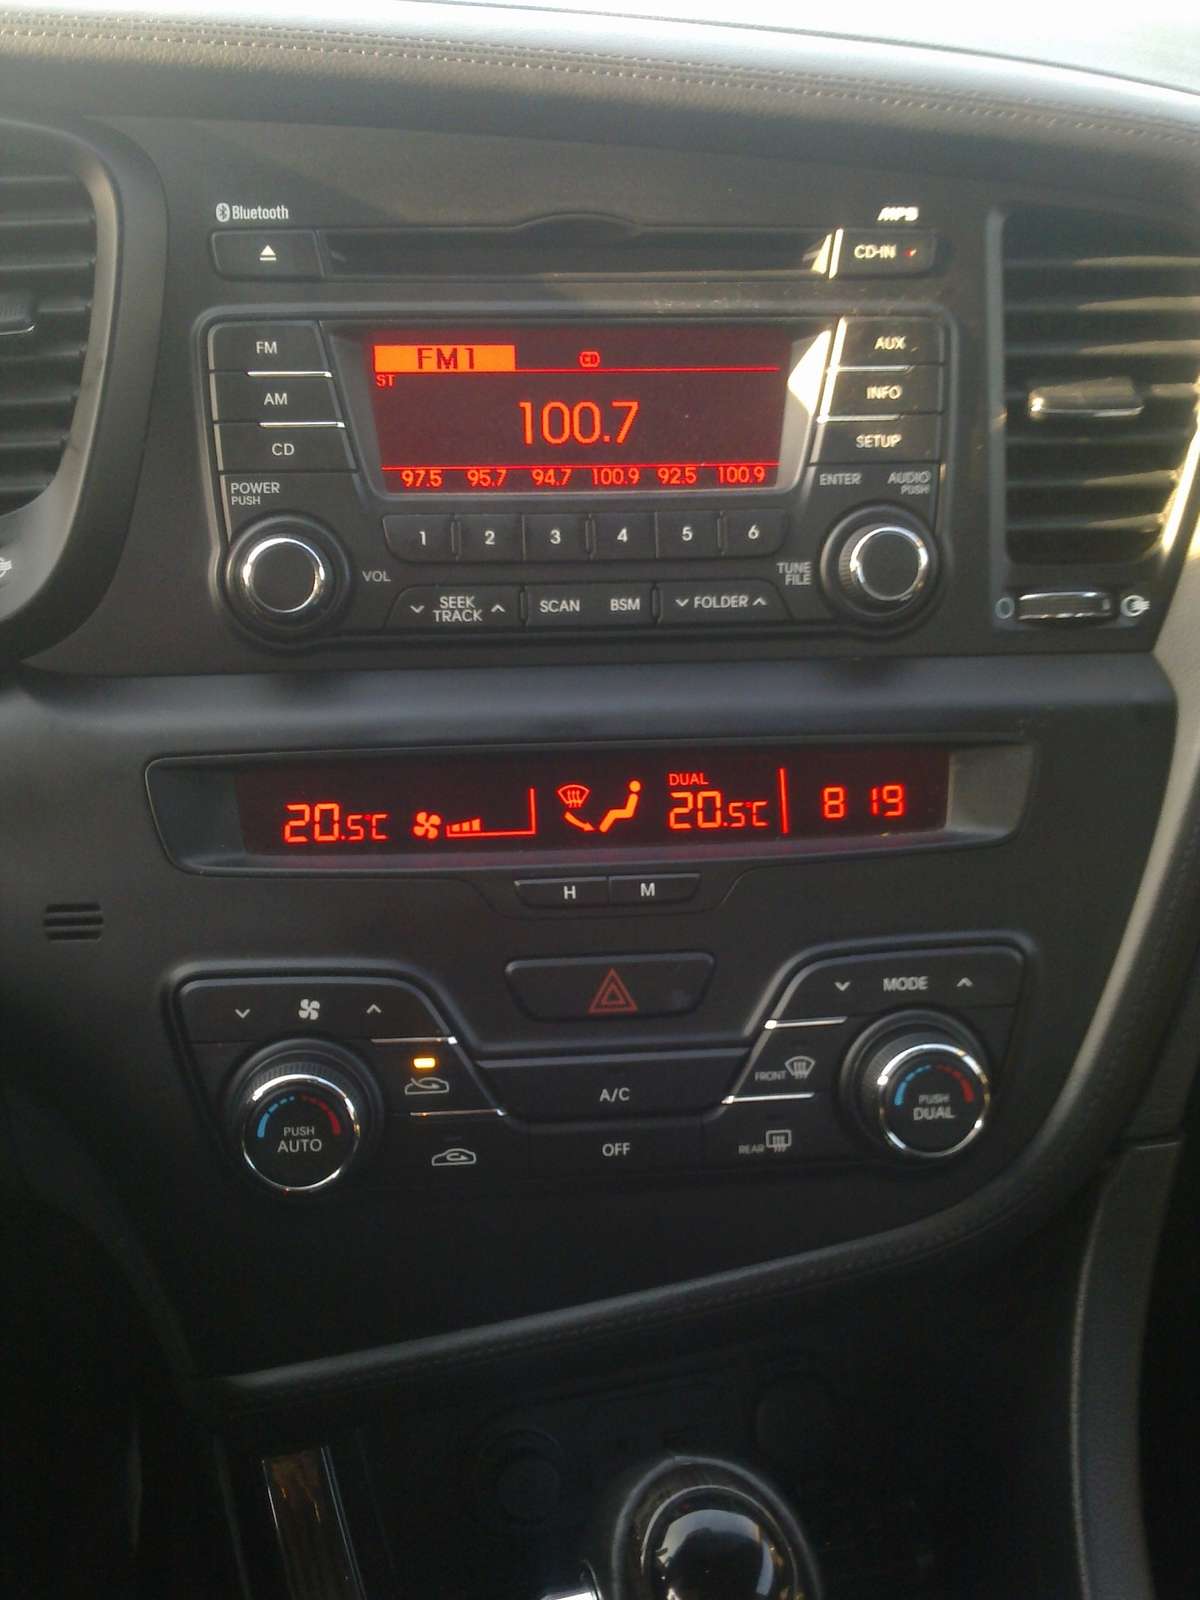 Bluetooth
MP3
CD-IN
FM
AM
CD
POWER
PUSH
VOL
FM1
CD
ST
100.7
97.5 95.7 94.7 100.9 92.5 100.9
AUX
INFO
SETUP
ENTER
AUDIO
PUSH
TUNE
FILE
1 2 3 4 5 6
SEEK
TRACK
SCAN
BSM
FOLDER
20.5°C
DUAL
20.5°C
8 19
H
M
MODE
PUSH
AUTO
A/C
OFF
FRONT
REAR
PUSH
DUAL